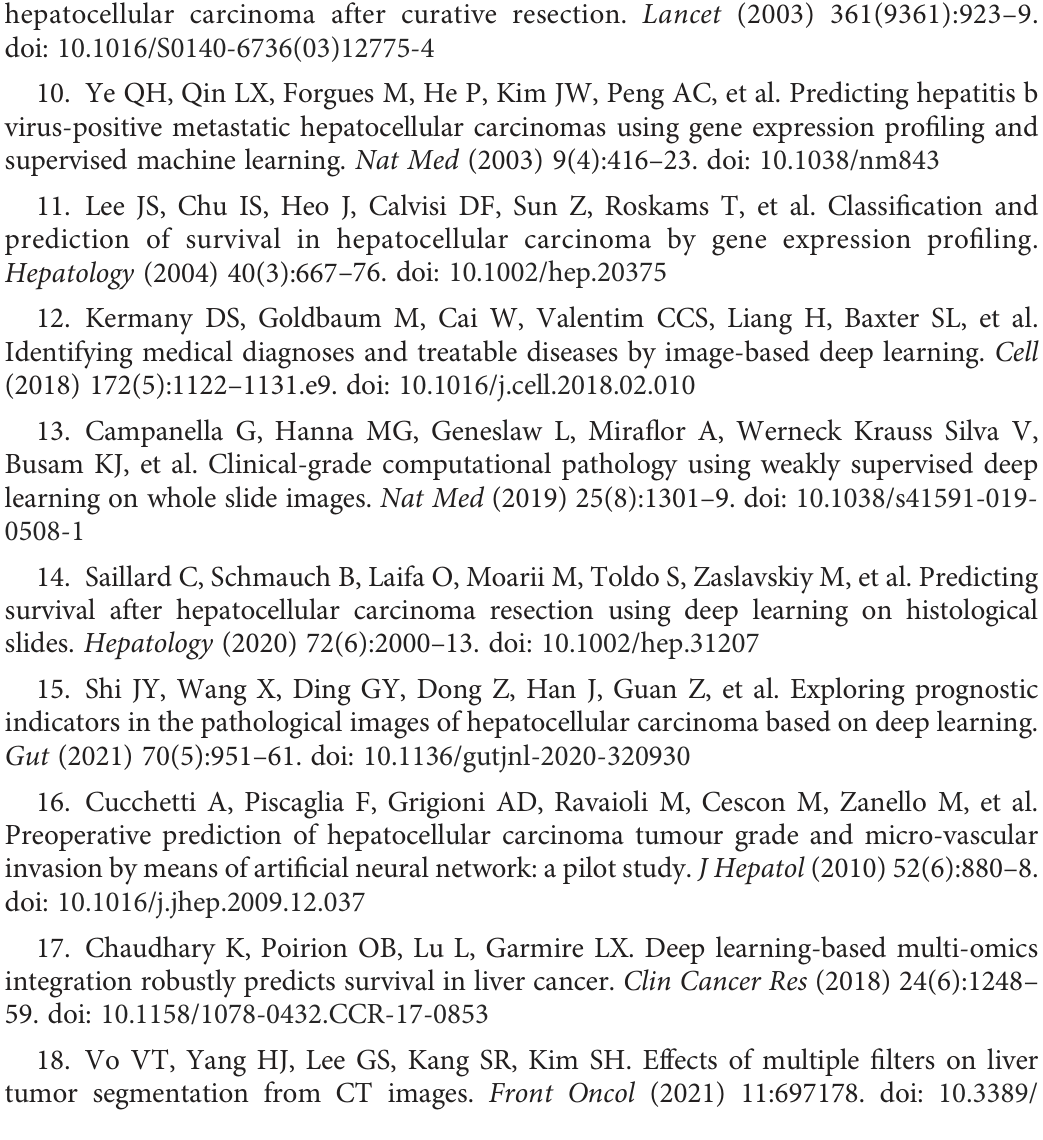 hepatocellular carcinoma after curative resection. Lancet (2003) 361(9361):923–9.
doi: 10.1016/S0140-6736(03)12775-4
10. Ye QH, Qin LX, Forgues M, He P, Kim JW, Peng AC, et al. Predicting hepatitis b
virus-positive metastatic hepatocellular carcinomas using gene expression profiling and
supervised machine learning. Nat Med (2003) 9(4):416–23. doi: 10.1038/nm843
11. Lee JS, Chu IS, Heo J, Calvisi DF, Sun Z, Roskams T, et al. Classification and
prediction of survival in hepatocellular carcinoma by gene expression profiling.
Hepatology (2004) 40(3):667–76. doi: 10.1002/hep.20375
12. Kermany DS, Goldbaum M, Cai W, Valentim CCS, Liang H, Baxter SL, et al.
Identifying medical diagnoses and treatable diseases by image-based deep learning. Cell
(2018) 172(5):1122–1131.e9. doi: 10.1016/j.cell.2018.02.010
13. Campanella G, Hanna MG, Geneslaw L, Miraflor A, Werneck Krauss Silva V,
Busam KJ, et al. Clinical-grade computational pathology using weakly supervised deep
learning on whole slide images. Nat Med (2019) 25(8):1301–9. doi: 10.1038/s41591-019-
0508-1
14. Saillard C, Schmauch B, Laifa O, Moarii M, Toldo S, Zaslavskiy M, et al. Predicting
survival after hepatocellular carcinoma resection using deep learning on histological
slides. Hepatology (2020) 72(6):2000–13. doi: 10.1002/hep.31207
15. Shi JY, Wang X, Ding GY, Dong Z, Han J, Guan Z, et al. Exploring prognostic
indicators in the pathological images of hepatocellular carcinoma based on deep learning.
Gut (2021) 70(5):951–61. doi: 10.1136/gutjnl-2020-320930
16. Cucchetti A, Piscaglia F, Grigioni AD, Ravaioli M, Cescon M, Zanello M, et al.
Preoperative prediction of hepatocellular carcinoma tumour grade and micro-vascular
invasion by means of artificial neural network: a pilot study. J Hepatol (2010) 52(6):880–8.
doi: 10.1016/j.jhep.2009.12.037
17. Chaudhary K, Poirion OB, Lu L, Garmire LX. Deep learning-based multi-omics
integration robustly predicts survival in liver cancer. Clin Cancer Res (2018) 24(6):1248–
59. doi: 10.1158/1078-0432.CCR-17-0853
18. Vo VT, Yang HJ, Lee GS, Kang SR, Kim SH. Effects of multiple filters on liver
tumor segmentation from CT images. Front Oncol (2021) 11:697178. doi: 10.3389/